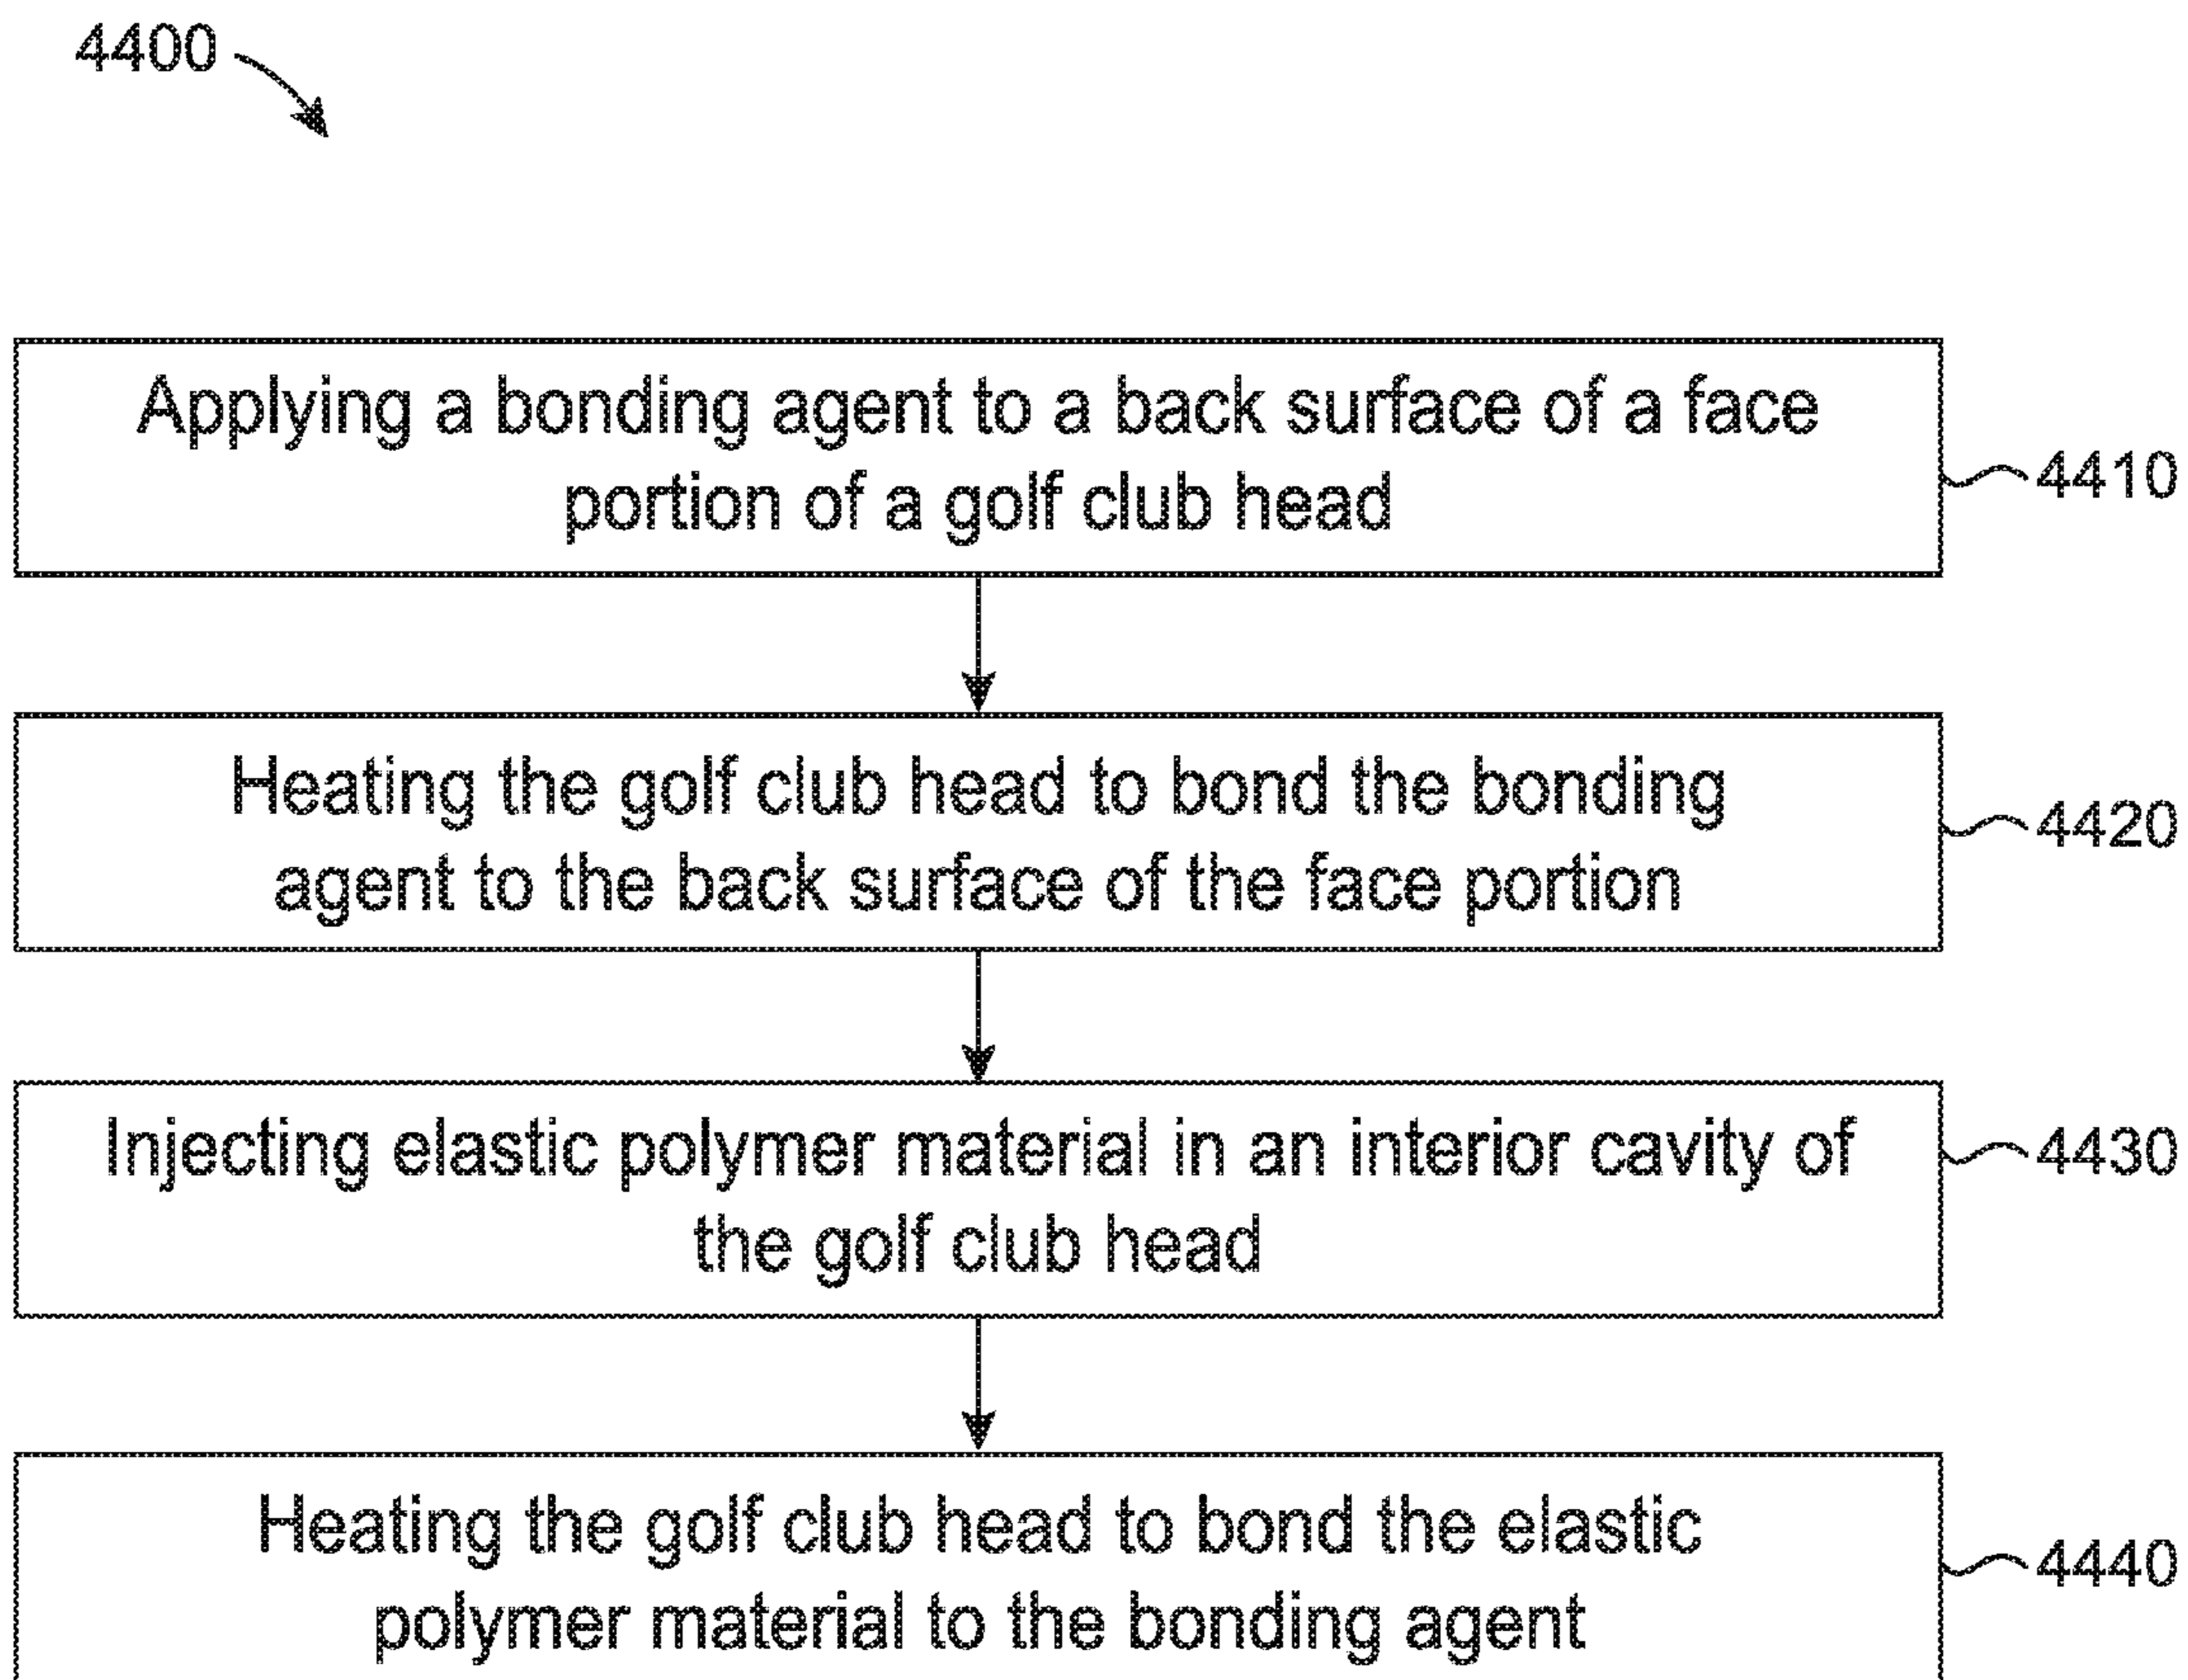 4400
Applying a bonding agent to a back surface of a face
portion of a golf club head
4410
Heating the golf club head to bond the bonding
agent to the back surface of the face portion
4420
Injecting elastic polymer material in an interior cavity of
the golf club head
4430
Heating the golf club head to bond the elastic
polymer material to the bonding agent
4440